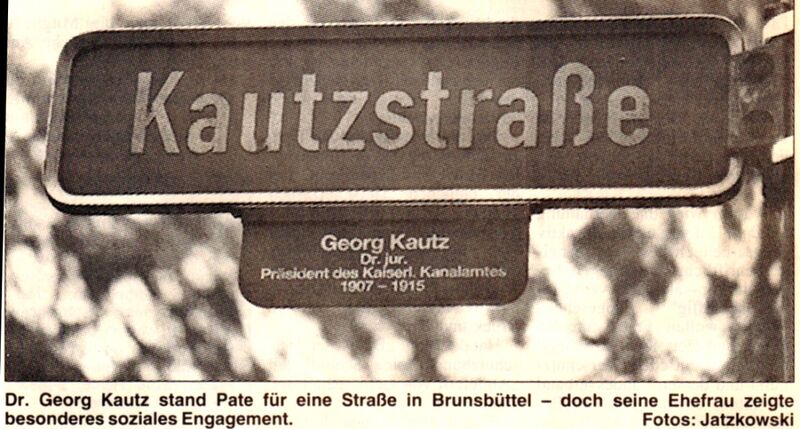 Kautzstraße
Georg Kautz
Dr. jur.
Präsident des Kaiserl. Kanalamtes
1907 – 1915
Dr. Georg Kautz stand Pate für eine Straße in Brunsbüttel – doch seine Ehefrau zeigte
besonderes soziales Engagement. Fotos: Jatzkowski